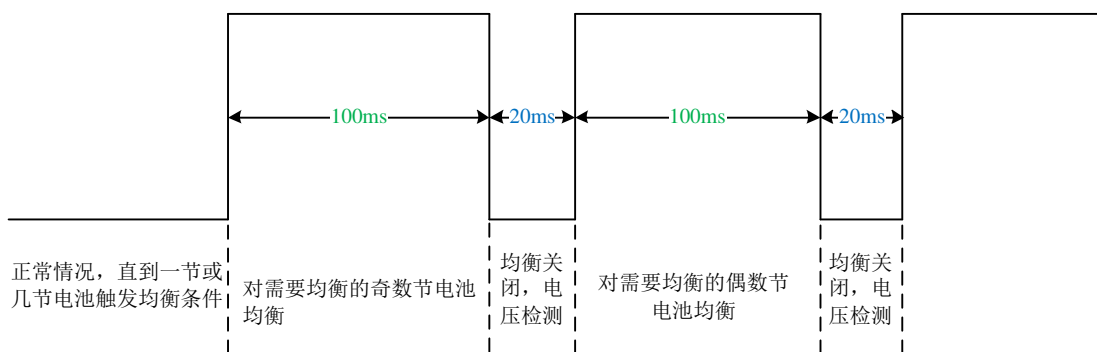 100ms
20ms
100ms
20ms
正常情况，直到一节或
几节电池触发均衡条件
对需要均衡的奇数节电池
均衡
均衡关
闭，电
压检测
对需要均衡的偶数节
电池均衡
均衡关
闭，电
压检测